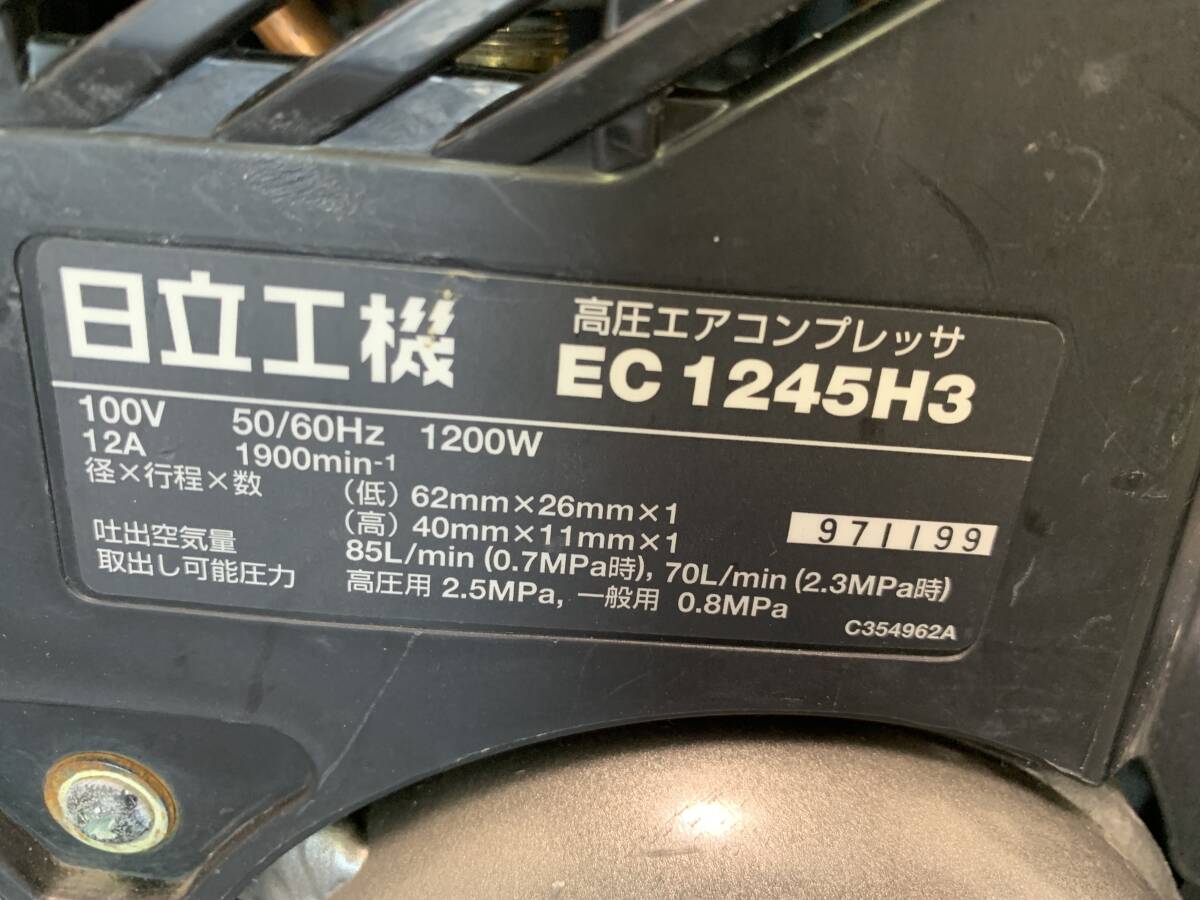 日立工機
高圧エアコンプレッサ
EC 1245H3
100V 50/60Hz 1200W
12A 1900min-1
径×行程×数 (低) 62mm×26mm×1
(高) 40mm×11mm×1
971199
吐出空気量 85L/min (0.7MPa時), 70L/min (2.3MPa時)
取出し可能圧力 高圧用 2.5MPa, 一般用 0.8MPa
C354962A